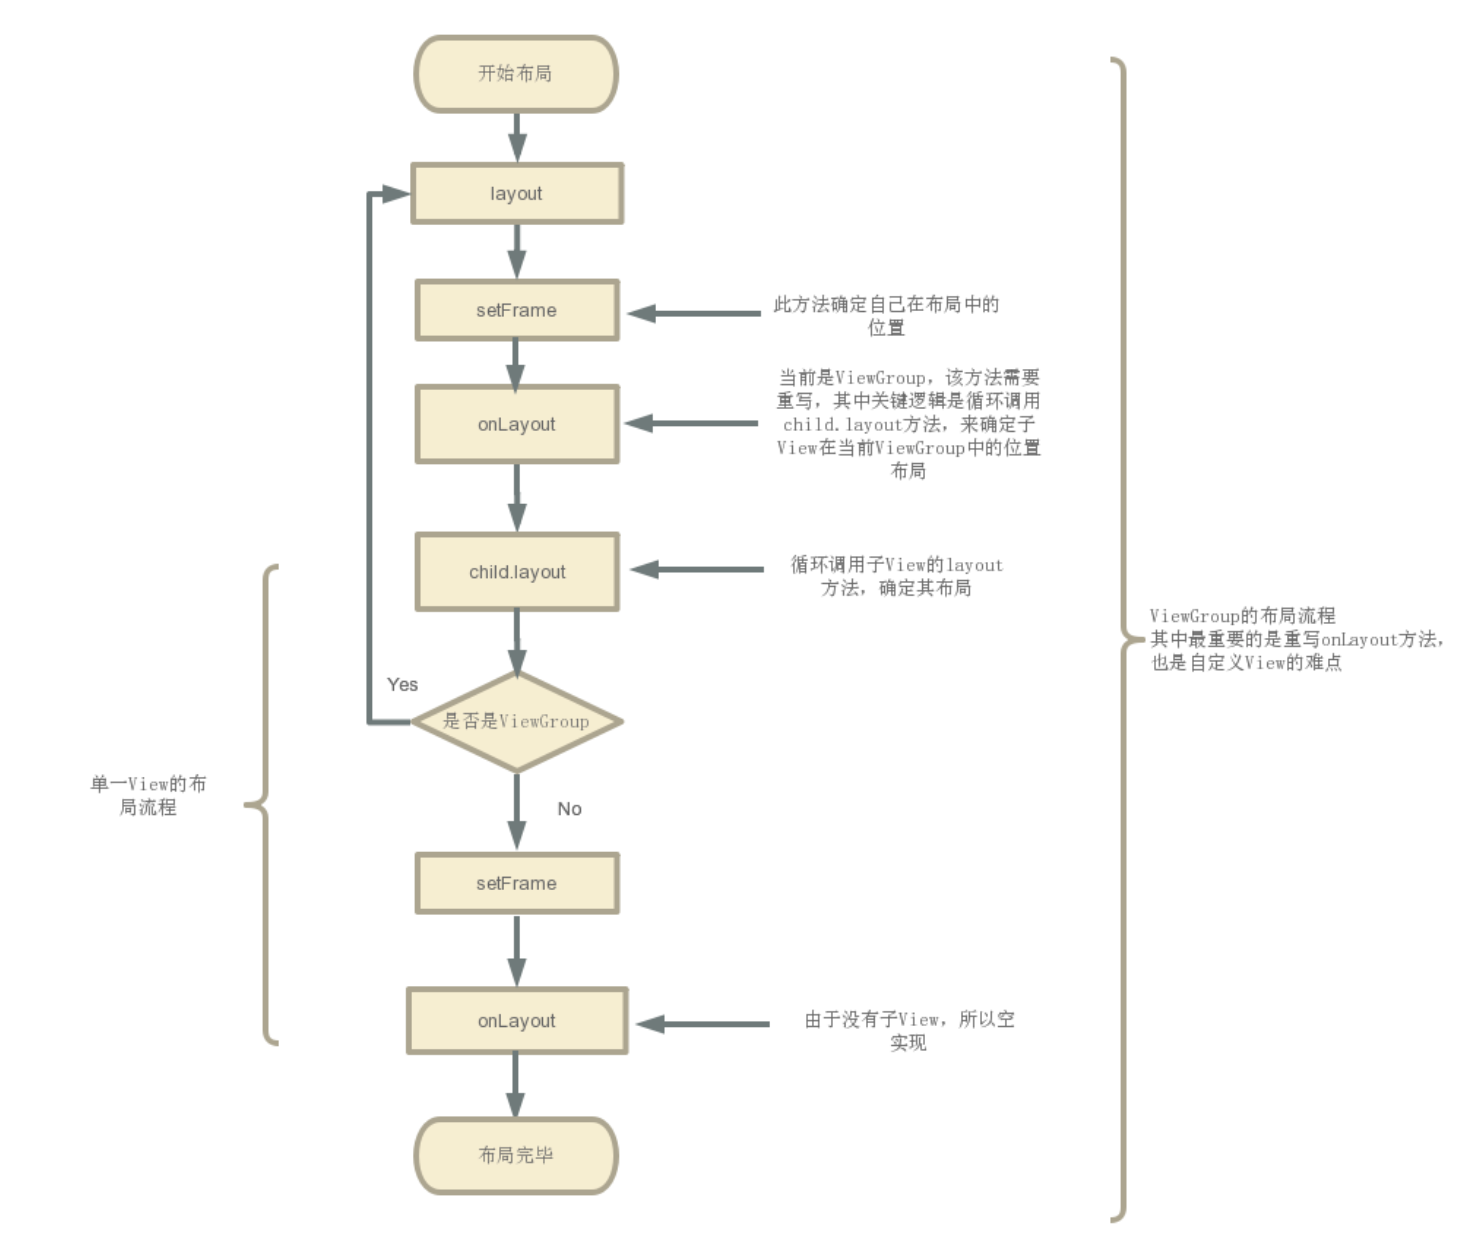 开始布局
layout
setFrame
此方法确定自己在布局中的
位置
onLayout
当前是ViewGroup，该方法需要
重写，其中关键逻辑是循环调用
child.layout方法，来确定子
View在当前ViewGroup中的位置
布局
child.layout
循环调用子View的layout
方法，确定其布局
ViewGroup的布局流程
其中最重要的是重写onLayout方法，
也是自定义View的难点
Yes
是否是ViewGroup
单一View的布
局流程
No
setFrame
onLayout
由于没有子View，所以空
实现
布局完毕